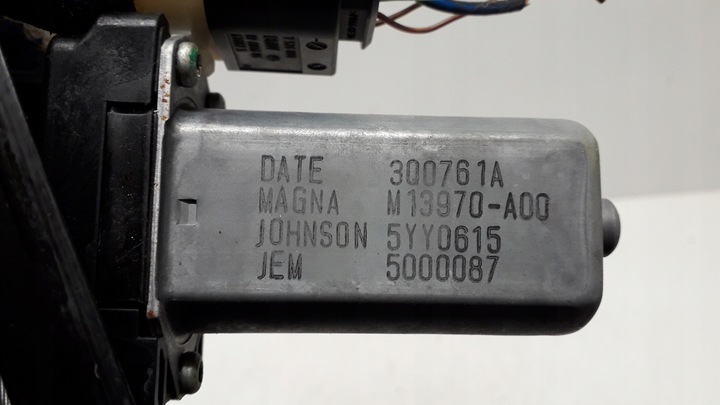 DATE 300761A
MAGNA M13970-A00
JOHNSON 5YY0615
JEM 5000087